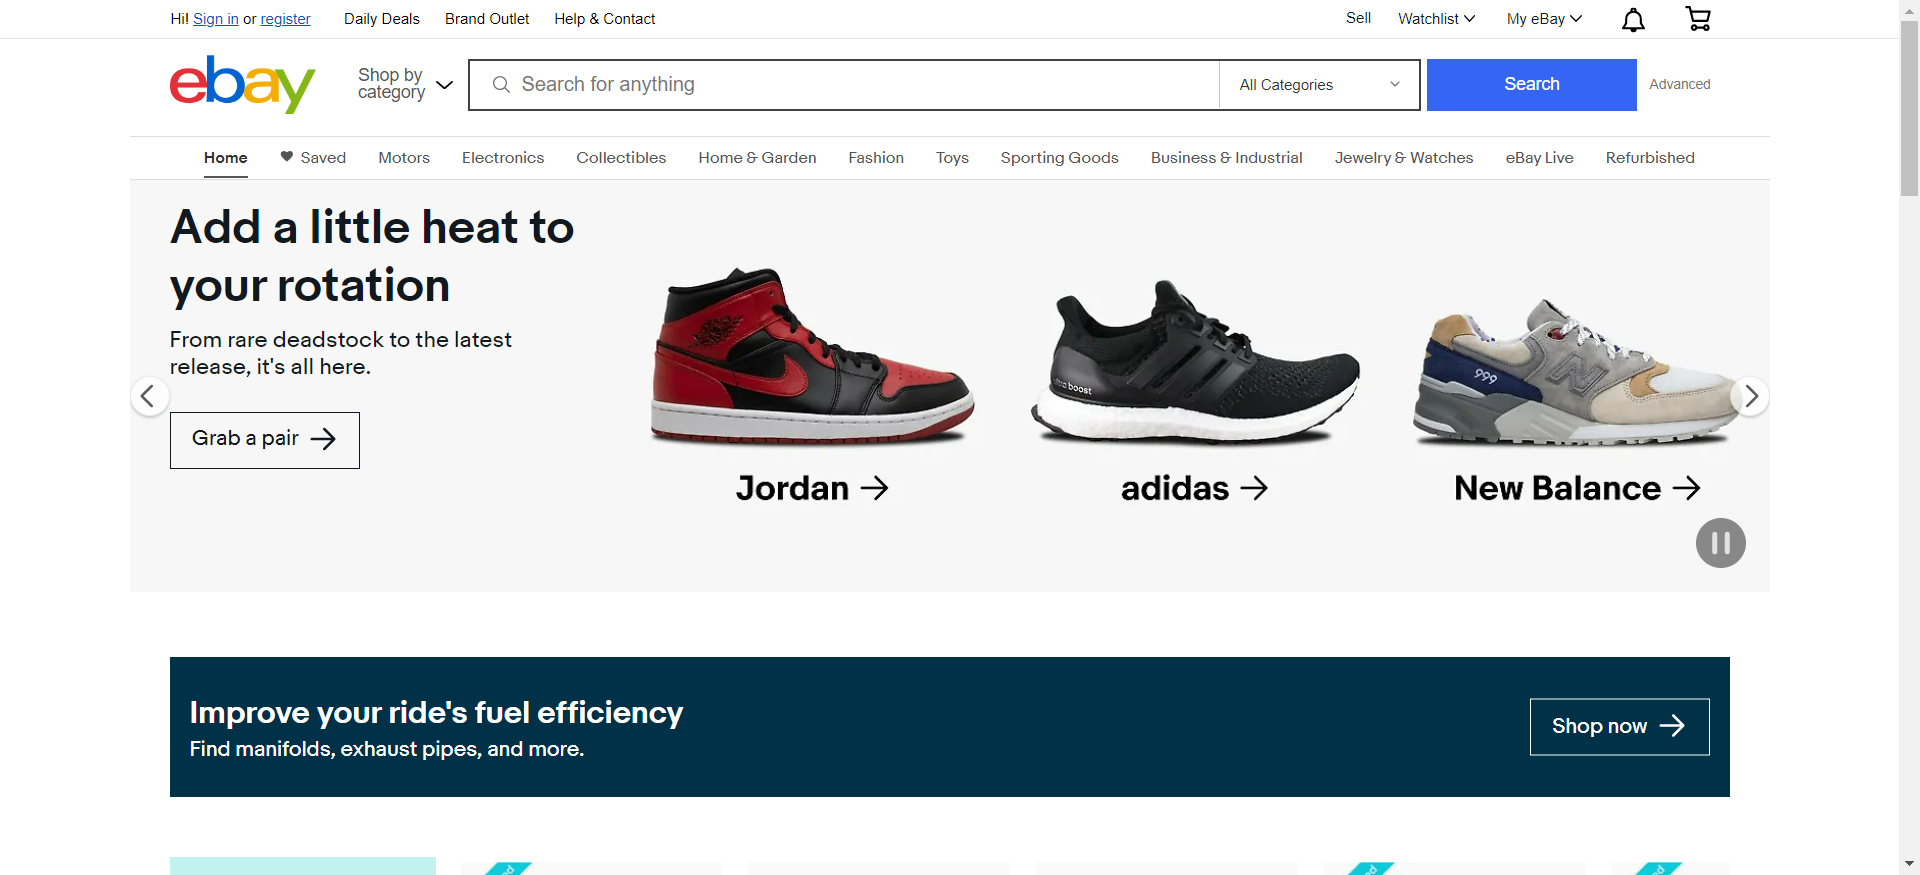 Hi! Sign in or register
Daily Deals
Brand Outlet
Help & Contact
Sell
Watchlist
My eBay
ebay
Shop by
category
Search for anything
All Categories
Search
Advanced
Home
Saved
Motors
Electronics
Collectibles
Home & Garden
Fashion
Toys
Sporting Goods
Business & Industrial
Jewelry & Watches
eBay Live
Refurbished
Add a little heat to
your rotation
From rare deadstock to the latest
release, it's all here.
Grab a pair
999
Jordan
adidas
New Balance
Improve your ride's fuel efficiency
Find manifolds, exhaust pipes, and more.
Shop now